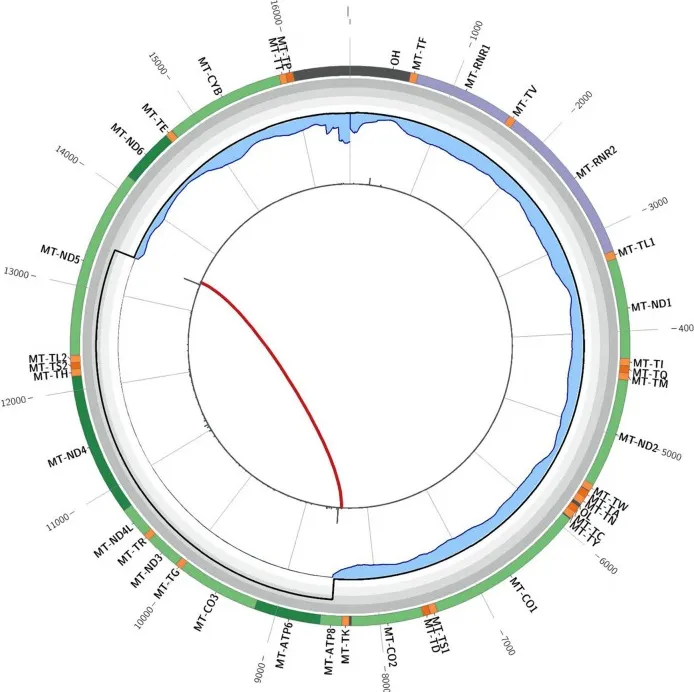 OH
MT-TF
1000
MT-RNR1
MT-TV
2000
MT-RNR2
3000
MT-TL1
MT-ND1
400
MT-TI
MT-TQ
MT-TM
MT-ND2
5000
MT-TW
MT-TA
MT-TN
OL
MT-TC
MT-TY
6000
MT-CO1
7000
MT-TS1
MT-TD
MT-CO2
8000
MT-TK
MT-ATP8
MT-ATP6
9000
MT-CO3
10000
MT-TG
MT-ND3
MT-TR
MT-ND4L
11000
MT-ND4
12000
MT-TH
MT-TS2
MT-TL2
13000
MT-ND5
14000
MT-ND6
MT-TE
15000
MT-CYB
16000
MT-TT
MT-TP